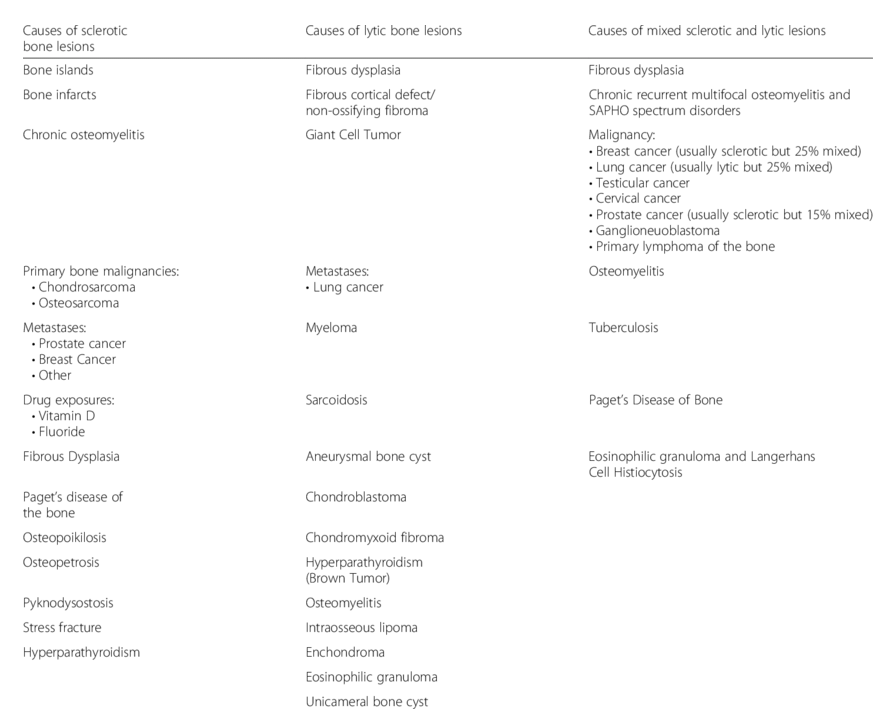 Causes of sclerotic
bone lesions
Causes of lytic bone lesions
Causes of mixed sclerotic and lytic lesions
Bone islands
Fibrous dysplasia
Fibrous dysplasia
Bone infarcts
Fibrous cortical defect/
non-ossifying fibroma
Chronic recurrent multifocal osteomyelitis and
SAPHO spectrum disorders
Chronic osteomyelitis
Giant Cell Tumor
Malignancy:
• Breast cancer (usually sclerotic but 25% mixed)
• Lung cancer (usually lytic but 25% mixed)
• Testicular cancer
• Cervical cancer
• Prostate cancer (usually sclerotic but 15% mixed)
• Ganglioneuoblastoma
• Primary lymphoma of the bone
Primary bone malignancies:
• Chondrosarcoma
• Osteosarcoma
Metastases:
• Lung cancer
Osteomyelitis
Metastases:
• Prostate cancer
• Breast Cancer
• Other
Myeloma
Tuberculosis
Drug exposures:
• Vitamin D
• Fluoride
Sarcoidosis
Paget's Disease of Bone
Fibrous Dysplasia
Aneurysmal bone cyst
Eosinophilic granuloma and Langerhans
Cell Histiocytosis
Paget's disease of
the bone
Chondroblastoma
Osteopoikilosis
Chondromyxoid fibroma
Osteopetrosis
Hyperparathyroidism
(Brown Tumor)
Pyknodysostosis
Osteomyelitis
Stress fracture
Intraosseous lipoma
Hyperparathyroidism
Enchondroma
Eosinophilic granuloma
Unicameral bone cyst